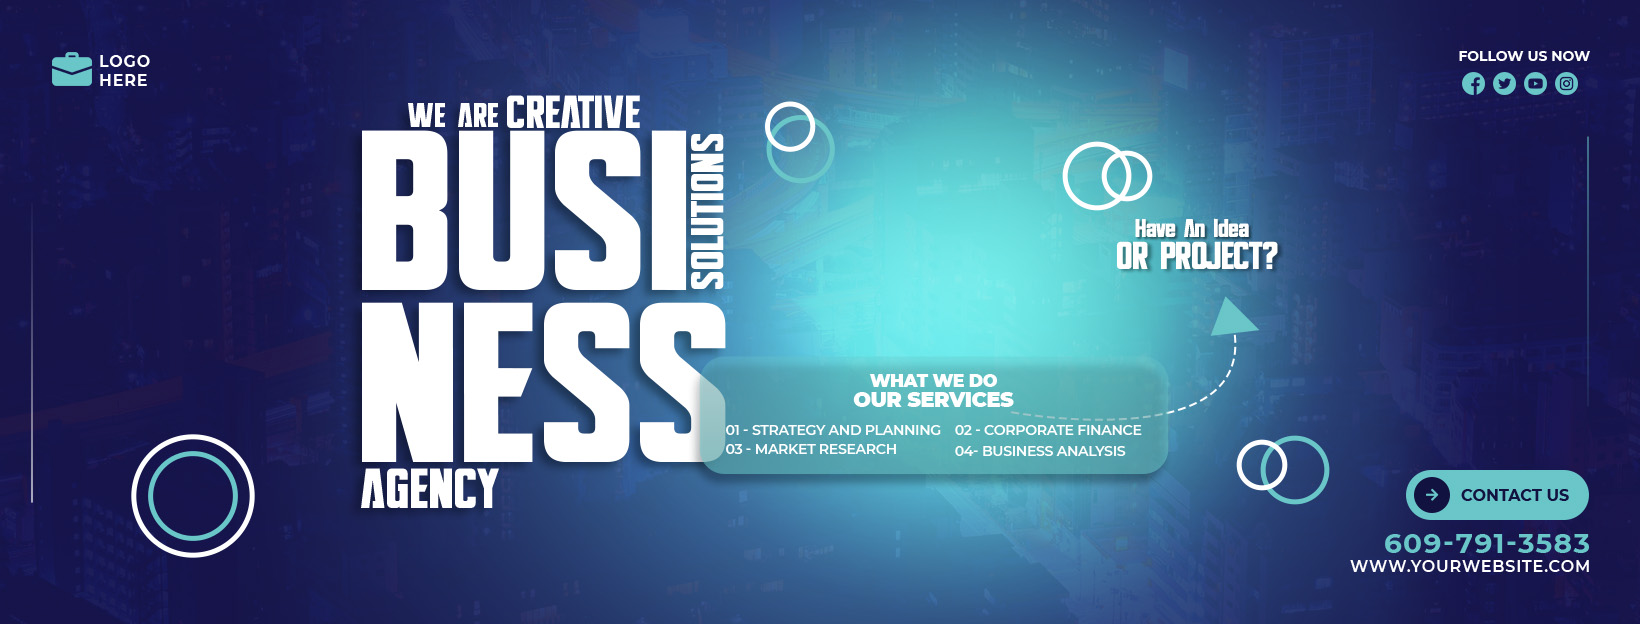 LOGO
HERE
FOLLOW US NOW
WE ARE CREATIVE
BUSI
SOLUTIONS
NESS
AGENCY
Have An Idea
OR PROJECT?
WHAT WE DO
OUR SERVICES
01 - STRATEGY AND PLANNING
02 - CORPORATE FINANCE
03 - MARKET RESEARCH
04- BUSINESS ANALYSIS
CONTACT US
609-791-3583
WWW.YOURWEBSITE.COM